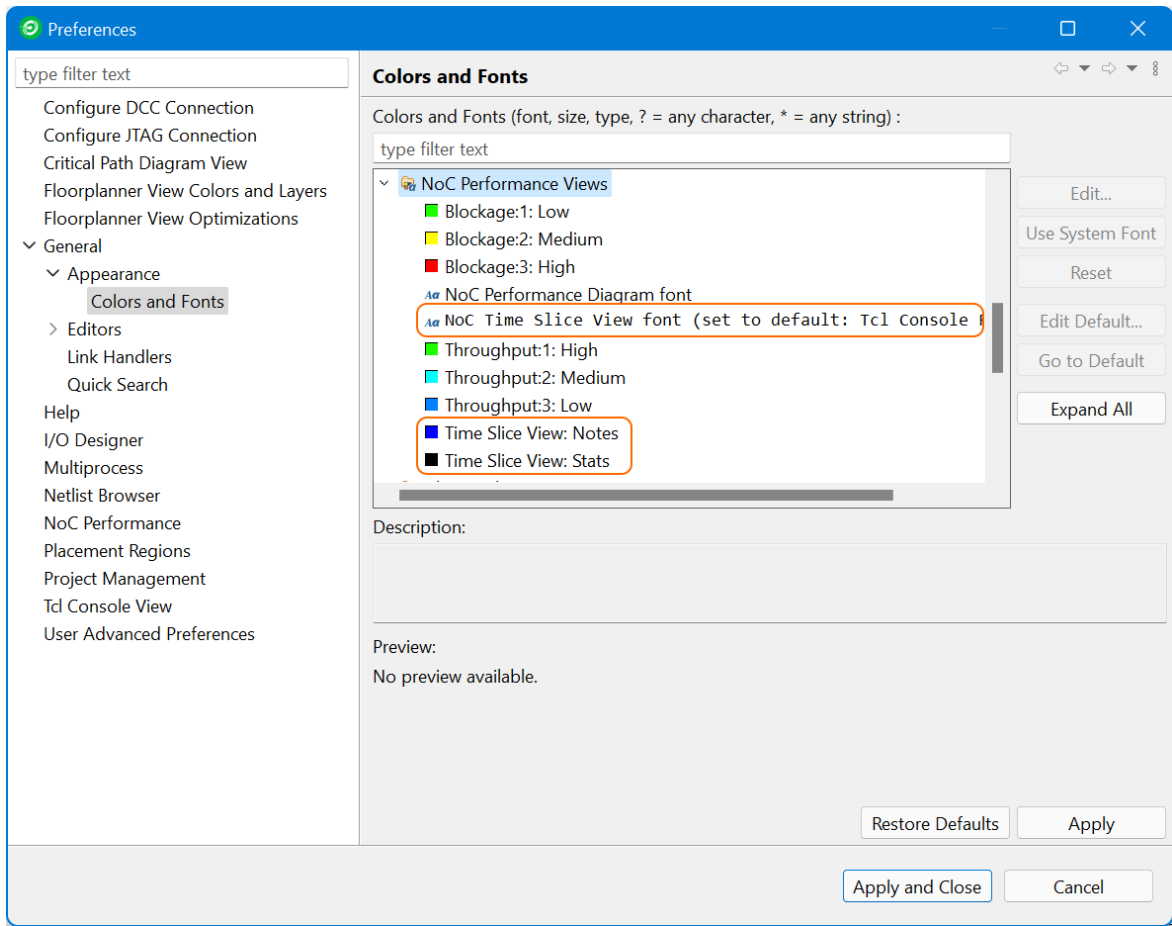 Preferences
type filter text
Configure DCC Connection
Configure JTAG Connection
Critical Path Diagram View
Floorplanner View Colors and Layers
Floorplanner View Optimizations
General
Appearance
Colors and Fonts
Editors
Link Handlers
Quick Search
Help
I/O Designer
Multiprocess
Netlist Browser
NoC Performance
Placement Regions
Project Management
Tcl Console View
User Advanced Preferences
Colors and Fonts
Colors and Fonts (font, size, type, ? = any character, * = any string) :
type filter text
NoC Performance Views
Blockage:1: Low
Blockage:2: Medium
Blockage:3: High
Aa NoC Performance Diagram font
Aa NoC Time Slice View font (set to default: Tcl Console
Throughput:1: High
Throughput:2: Medium
Throughput:3: Low
Time Slice View: Notes
Time Slice View: Stats
Edit...
Use System Font
Reset
Edit Default...
Go to Default
Expand All
Description:
Preview:
No preview available.
Restore Defaults
Apply
Apply and Close
Cancel